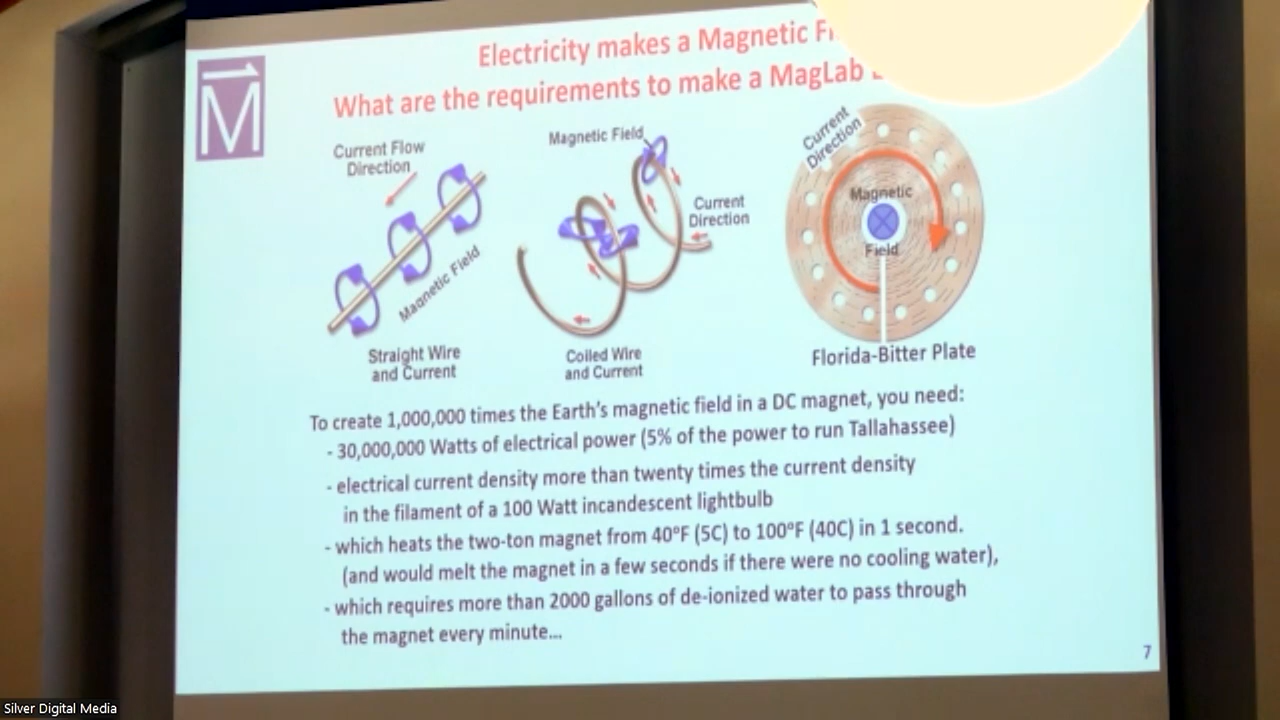 Electricity makes a Magnetic
What are the requirements to make a MagLab
M
Current Flow
Direction
Magnetic Field
Straight Wire
and Current
Magnetic Field
Current
Direction
Coiled Wire
and Current
Current
Direction
Magnetic
Field
Florida-Bitter Plate
To create 1,000,000 times the Earth's magnetic field in a DC magnet, you need:
- 30,000,000 Watts of electrical power (5% of the power to run Tallahassee)
- electrical current density more than twenty times the current density
in the filament of a 100 Watt incandescent lightbulb
- which heats the two-ton magnet from 40°F (5C) to 100°F (40C) in 1 second.
(and would melt the magnet in a few seconds if there were no cooling water),
- which requires more than 2000 gallons of de-ionized water to pass through
the magnet every minute...
7
Silver Digital Media